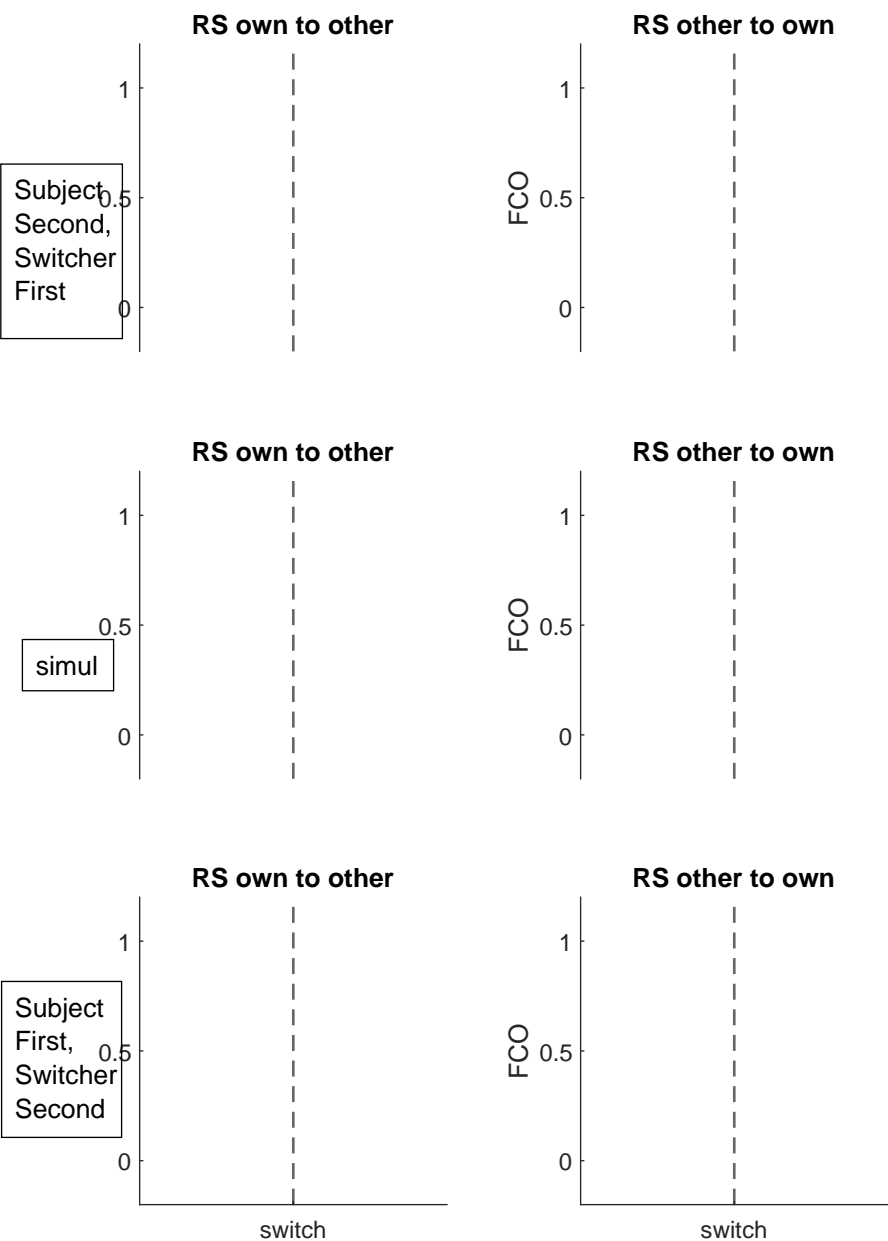 RS own to other
RS other to own
1
1
Subject
Second,
Switcher
First
0.5
FCO
0.5
0
0
RS own to other
RS other to own
1
1
simul
0.5
FCO
0.5
0
0
RS own to other
RS other to own
1
1
Subject
First,
Switcher
Second
0.5
FCO
0.5
0
0
switch
switch